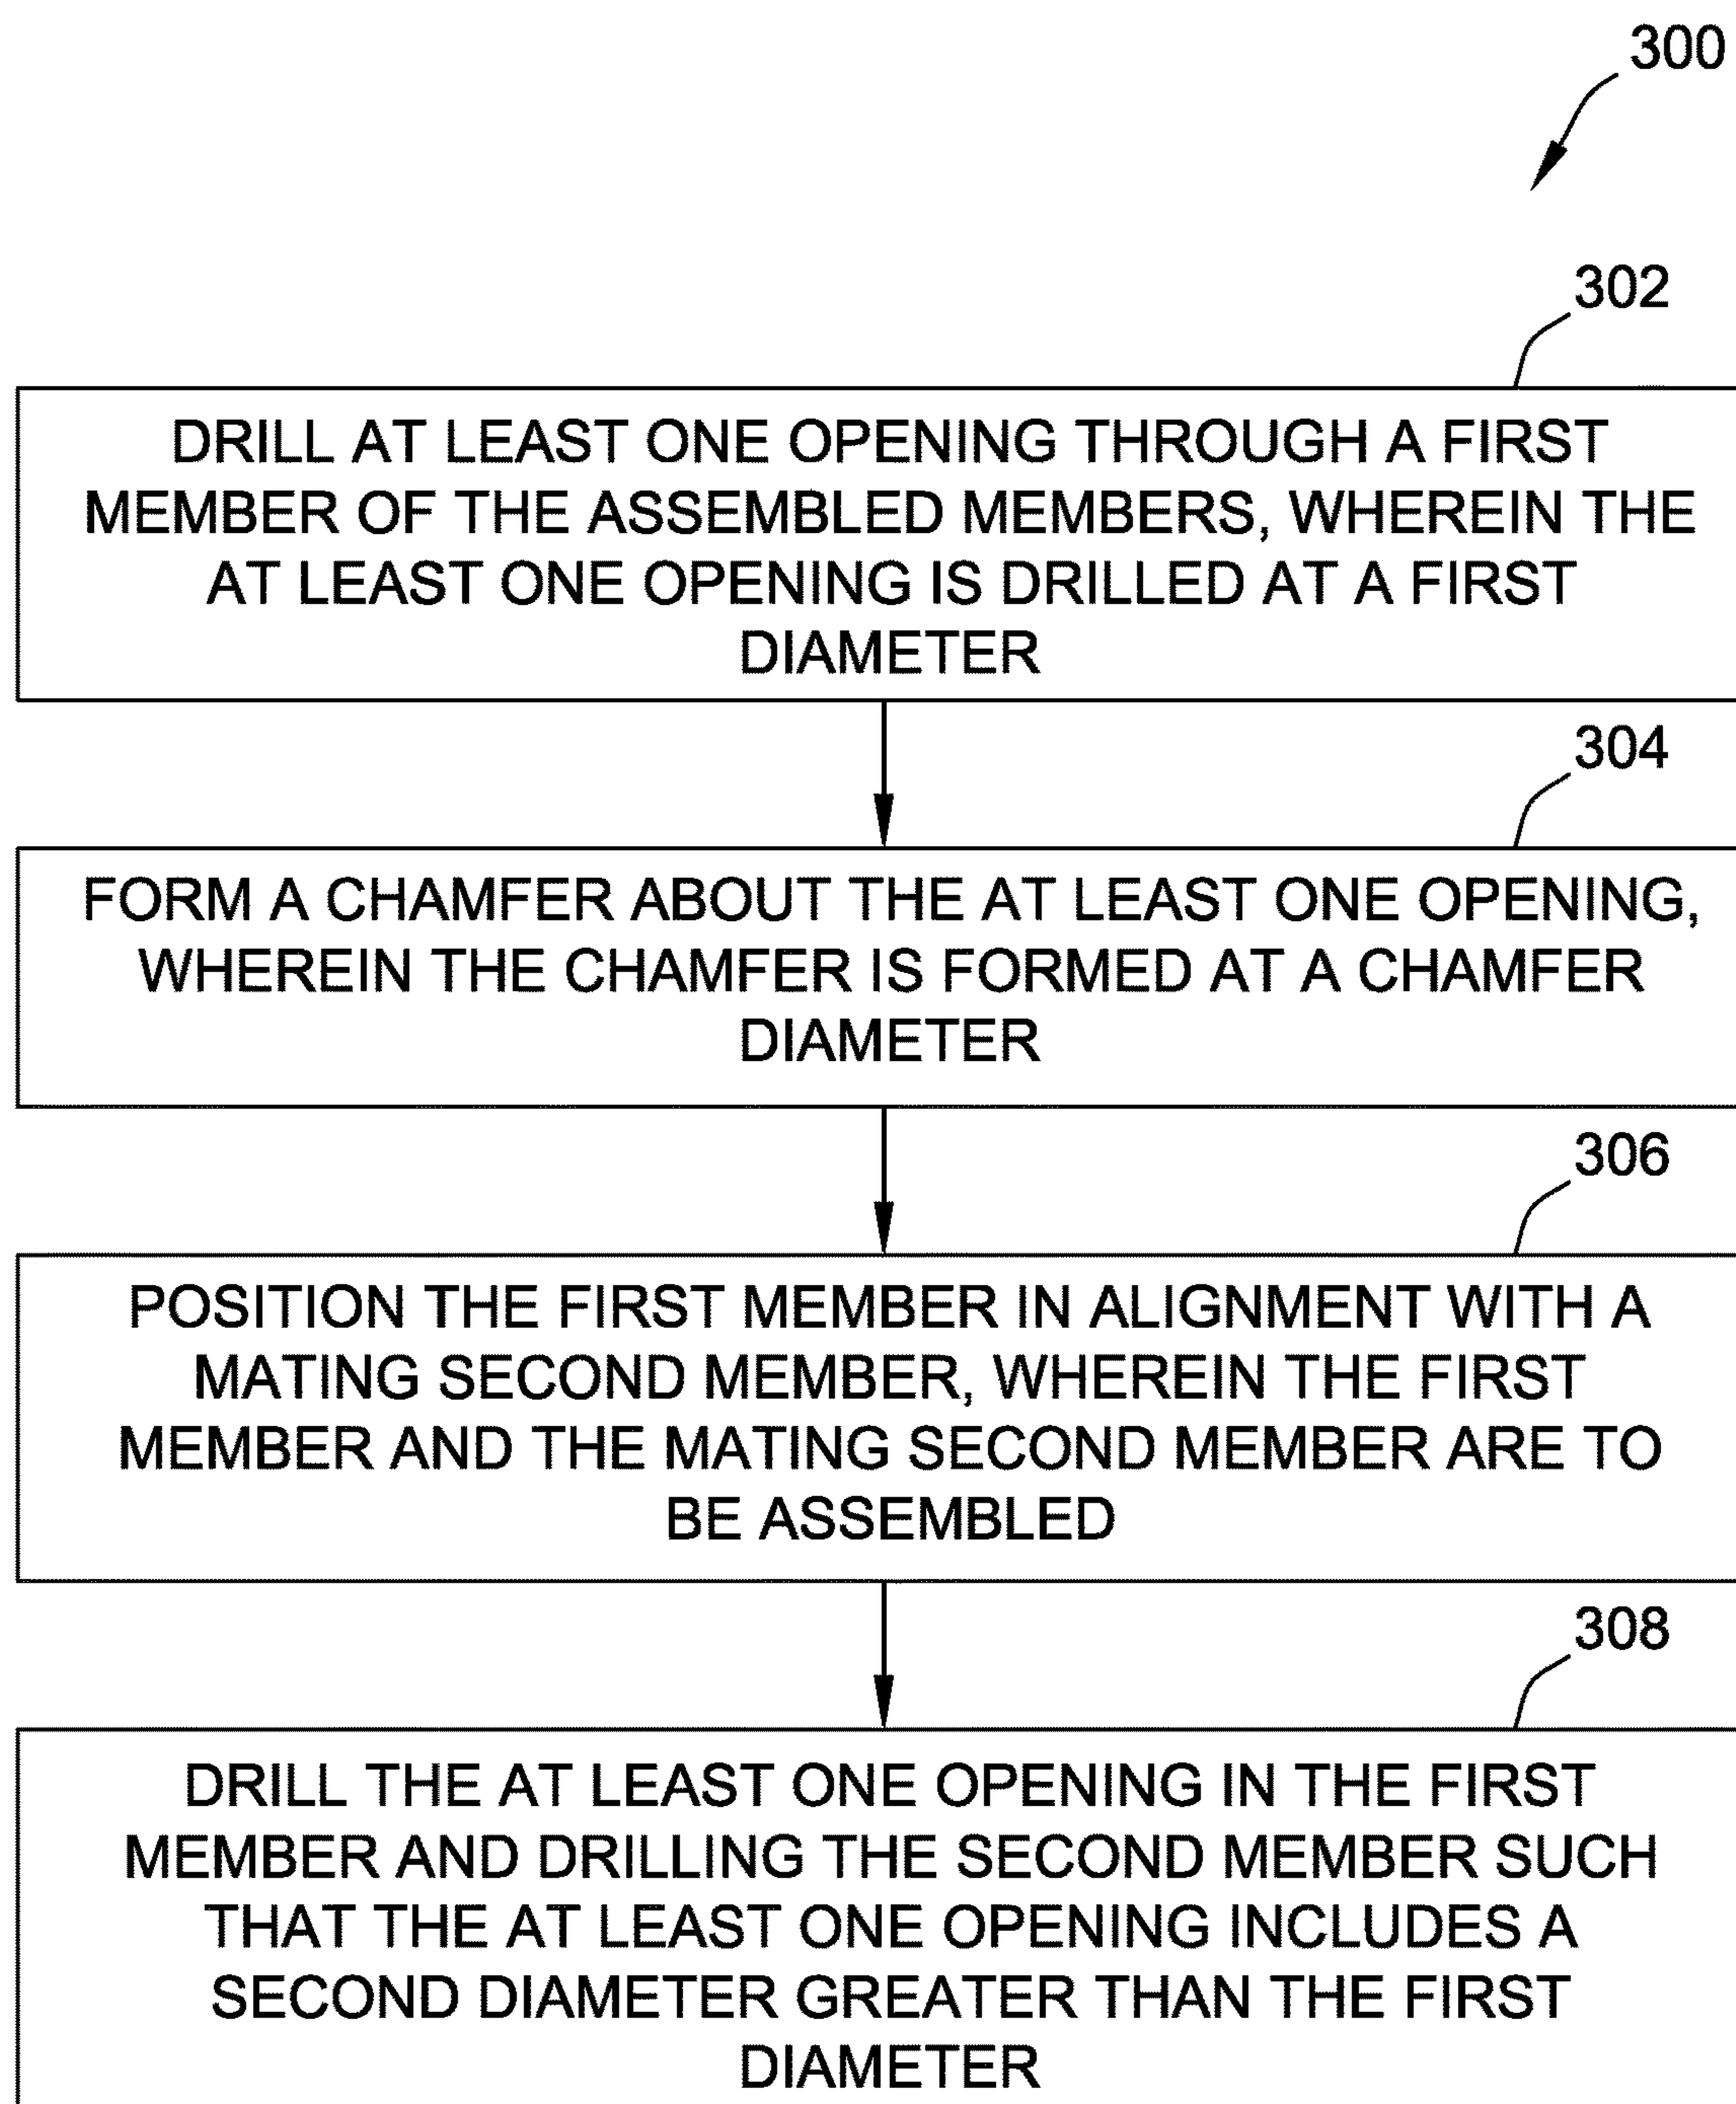 300
302
DRILL AT LEAST ONE OPENING THROUGH A FIRST
MEMBER OF THE ASSEMBLED MEMBERS, WHEREIN THE
AT LEAST ONE OPENING IS DRILLED AT A FIRST
DIAMETER
304
FORM A CHAMFER ABOUT THE AT LEAST ONE OPENING,
WHEREIN THE CHAMFER IS FORMED AT A CHAMFER
DIAMETER
306
POSITION THE FIRST MEMBER IN ALIGNMENT WITH A
MATING SECOND MEMBER, WHEREIN THE FIRST
MEMBER AND THE MATING SECOND MEMBER ARE TO
BE ASSEMBLED
308
DRILL THE AT LEAST ONE OPENING IN THE FIRST
MEMBER AND DRILLING THE SECOND MEMBER SUCH
THAT THE AT LEAST ONE OPENING INCLUDES A
SECOND DIAMETER GREATER THAN THE FIRST
DIAMETER